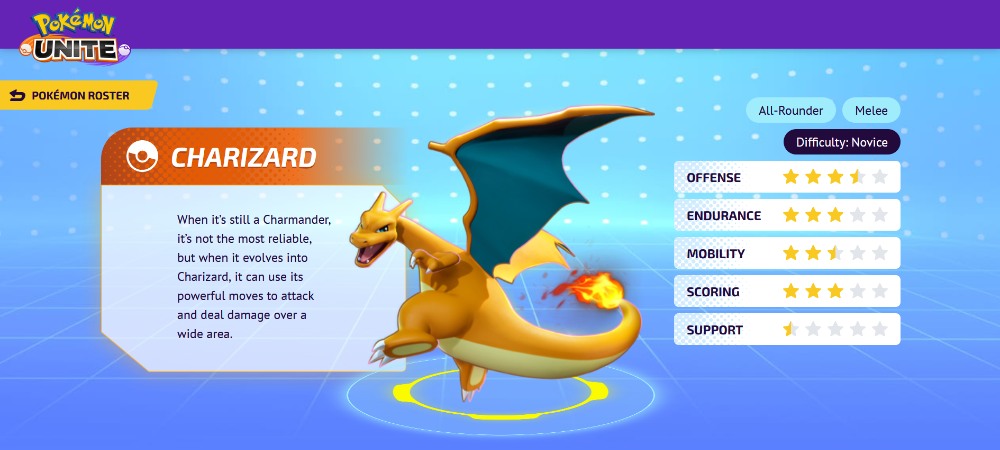 Pokémon
UNITE
POKÉMON ROSTER
CHARIZARD
When it's still a Charmander,
it's not the most reliable,
but when it evolves into
Charizard, it can use its
powerful moves to attack
and deal damage over a
wide area.
All-Rounder Melee
Difficulty: Novice
OFFENSE
ENDURANCE
MOBILITY
SCORING
SUPPORT